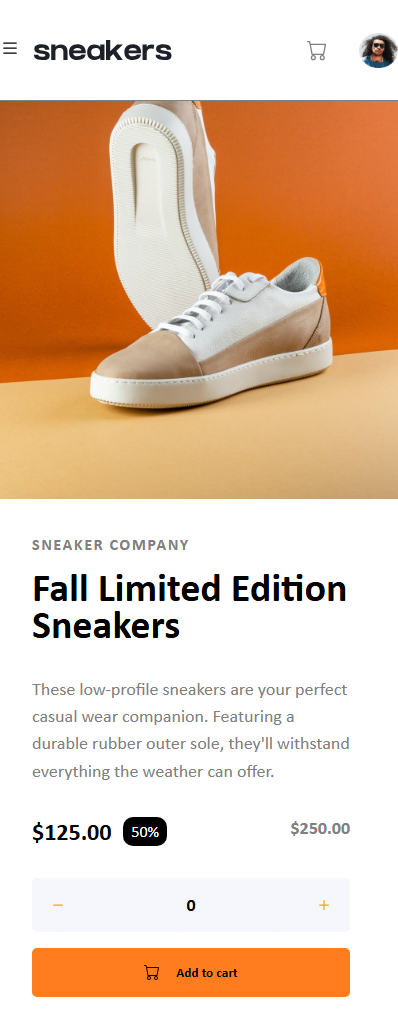 sneakers
SNEAKER COMPANY
Fall Limited Edition
Sneakers
These low-profile sneakers are your perfect
casual wear companion. Featuring a
durable rubber outer sole, they'll withstand
everything the weather can offer.
$125.00 50% $250.00
− 0 +
Add to cart